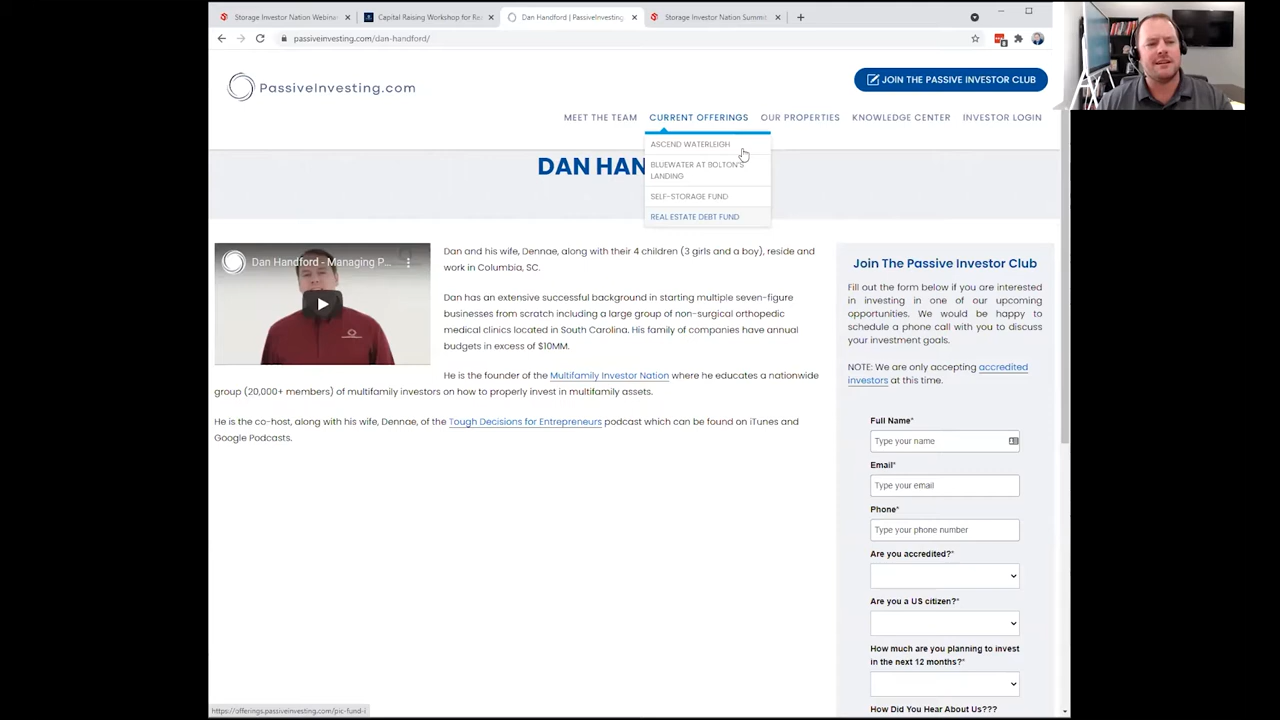 Storage Investor Nation Webinar
Capital Raising Workshop for Re
Dan Handford | PassiveInvesting
Storage Investor Nation Summit
passiveinvesting.com/dan-handford/
PassiveInvesting.com
JOIN THE PASSIVE INVESTOR CLUB
MEET THE TEAM
CURRENT OFFERINGS
OUR PROPERTIES
KNOWLEDGE CENTER
INVESTOR LOGIN
ASCEND WATERLEIGH
BLUEWATER AT BOLTON'S
LANDING
SELF-STORAGE FUND
REAL ESTATE DEBT FUND
DAN HAN
Dan Handford - Managing P...
Dan and his wife, Dennae, along with their 4 children (3 girls and a boy), reside and
work in Columbia, SC.
Dan has an extensive successful background in starting multiple seven-figure
businesses from scratch including a large group of non-surgical orthopedic
medical clinics located in South Carolina. His family of companies have annual
budgets in excess of $10MM.
He is the founder of the Multifamily Investor Nation where he educates a nationwide
group (20,000+ members) of multifamily investors on how to properly invest in multifamily assets.
He is the co-host, along with his wife, Dennae, of the Tough Decisions for Entrepreneurs podcast which can be found on iTunes and
Google Podcasts.
Join The Passive Investor Club
Fill out the form below if you are interested
in investing in one of our upcoming
opportunities. We would be happy to
schedule a phone call with you to discuss
your investment goals.
NOTE: We are only accepting accredited
investors at this time.
Full Name*
Type your name
Email*
Type your email
Phone*
Type your phone number
Are you accredited?*
Are you a US citizen?*
How much are you planning to invest
in the next 12 months?*
How Did You Hear About Us???
https://offerings.passiveinvesting.com/pic-fund-i